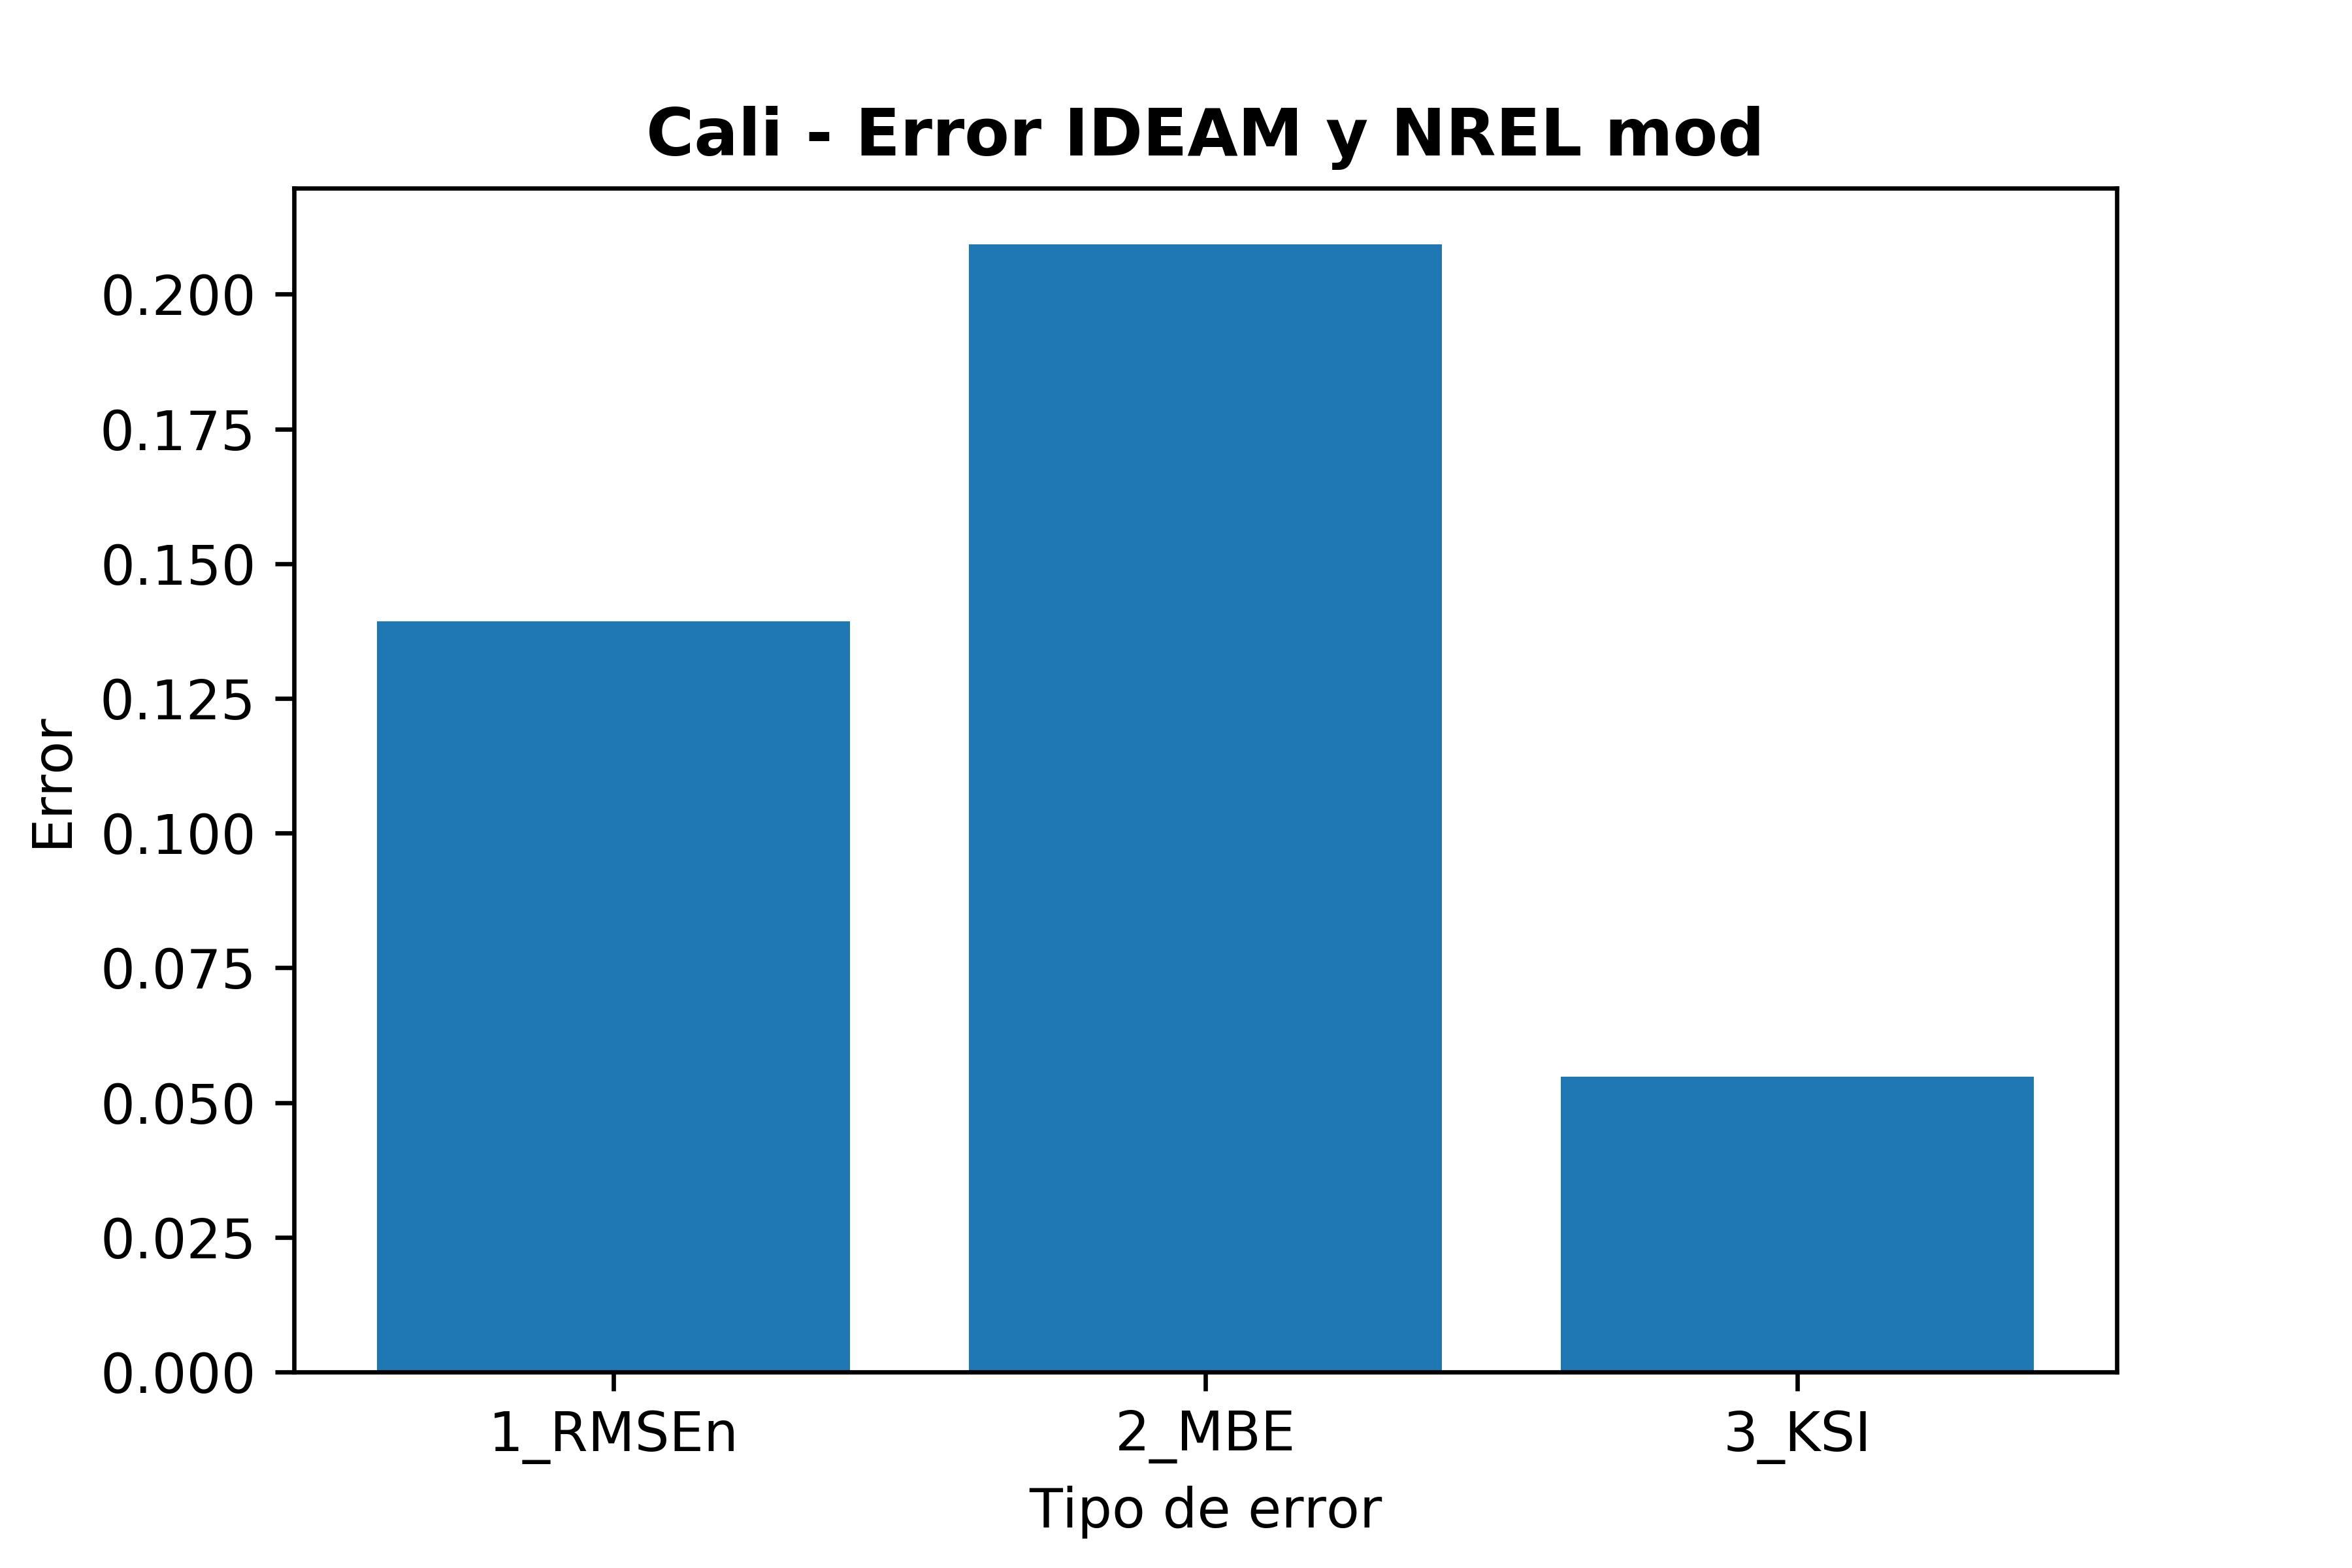 Cali - Error IDEAM y NREL mod
Error
0.200
0.175
0.150
0.125
0.100
0.075
0.050
0.025
0.000
1_RMSEn
2_MBE
3_KSI
Tipo de error